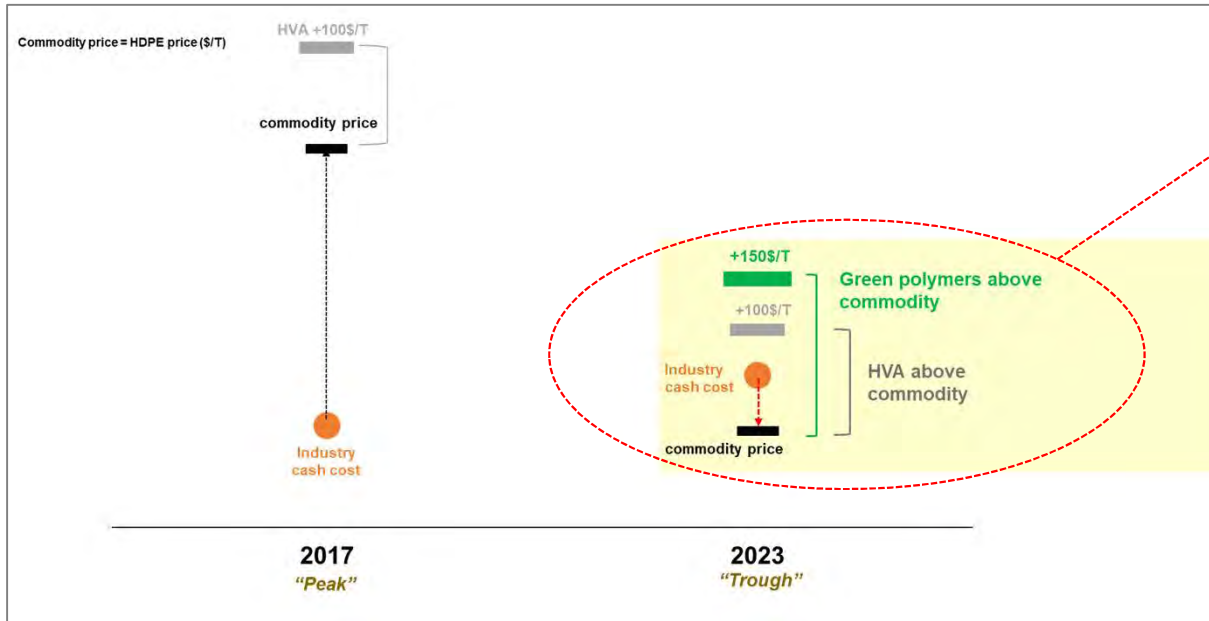 HVA +100$/T
Commodity price = HDPE price ($/T)
commodity price
Industry
cash cost
+150$/T
Green polymers above
commodity
+100$/T
Industry
cash cost
HVA above
commodity
commodity price
2017
"Peak"
2023
"Trough"